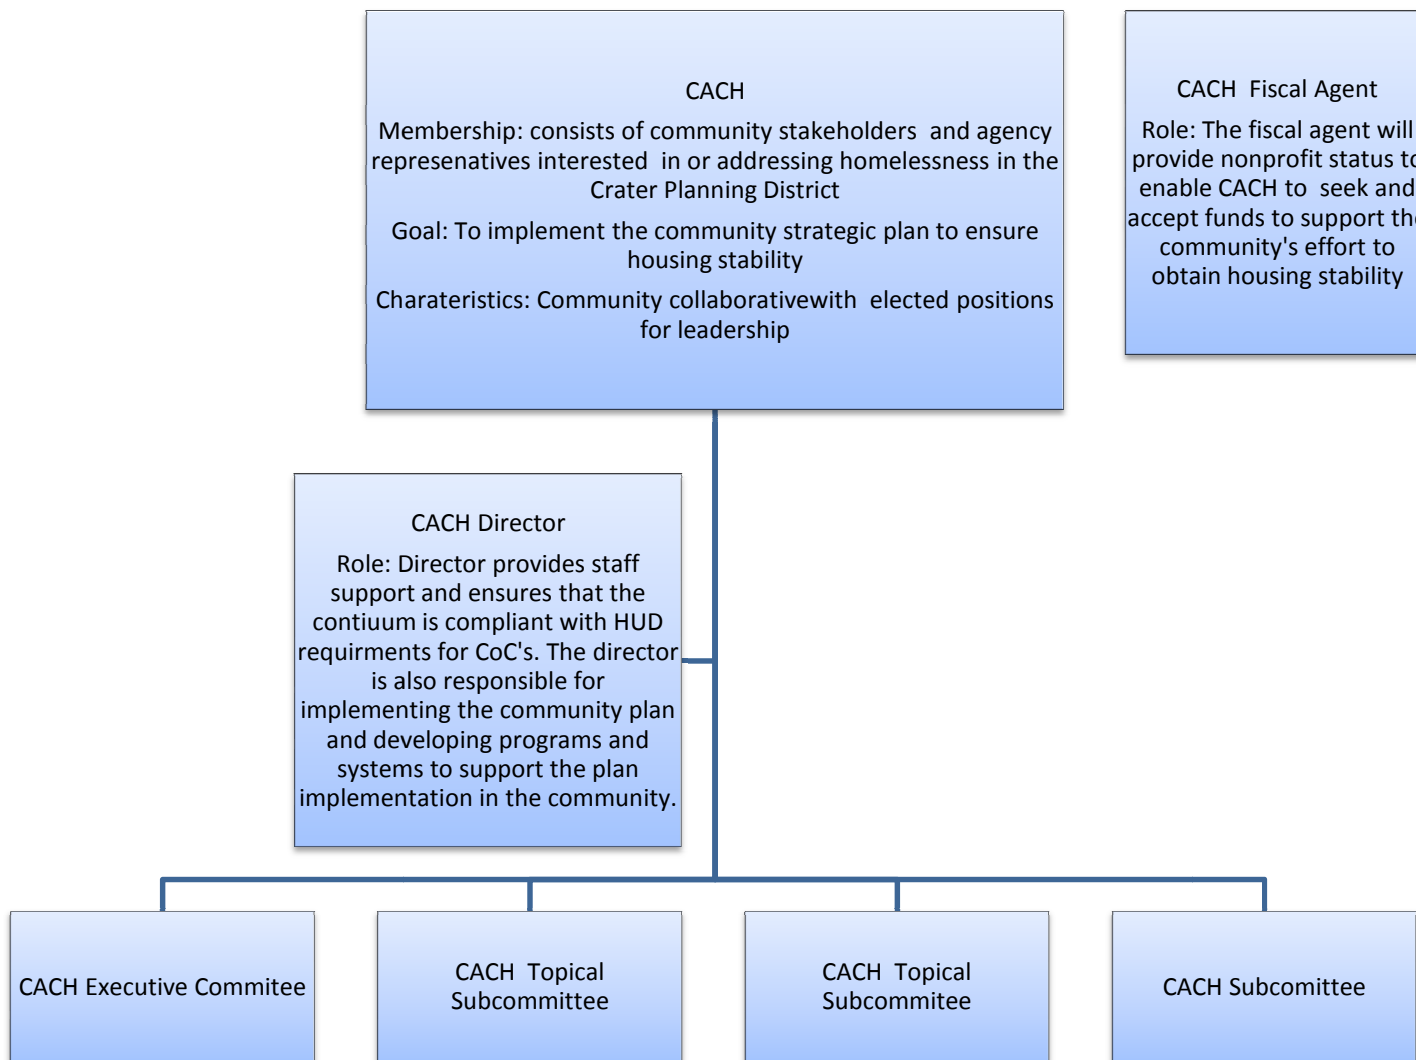 CACH
Membership: consists of community stakeholders and agency
represenatives interested in or addressing homelessness in the
Crater Planning District
Goal: To implement the community strategic plan to ensure
housing stability
Charateristics: Community collaborativewith elected positions
for leadership
CACH Fiscal Agent
Role: The fiscal agent will
provide nonprofit status to
enable CACH to seek and
accept funds to support the
community's effort to
obtain housing stability
CACH Director
Role: Director provides staff
support and ensures that the
contiuum is compliant with HUD
requirments for CoC's. The director
is also responsible for
implementing the community plan
and developing programs and
systems to support the plan
implementation in the community.
CACH Executive Commitee
CACH Topical
Subcommittee
CACH Topical
Subcommitee
CACH Subcomittee